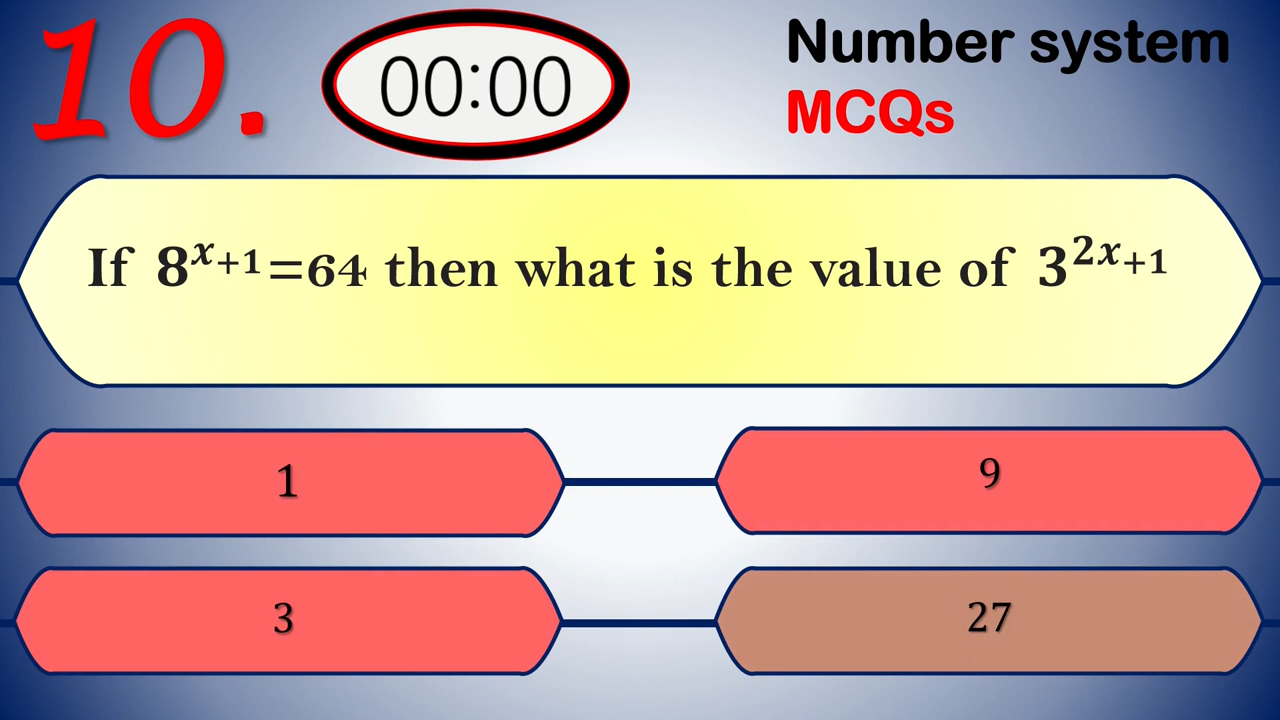 10.
00:00
Number system
MCQs
If 8^{x+1}=64 then what is the value of 3^{2x+1}
1
9
3
27